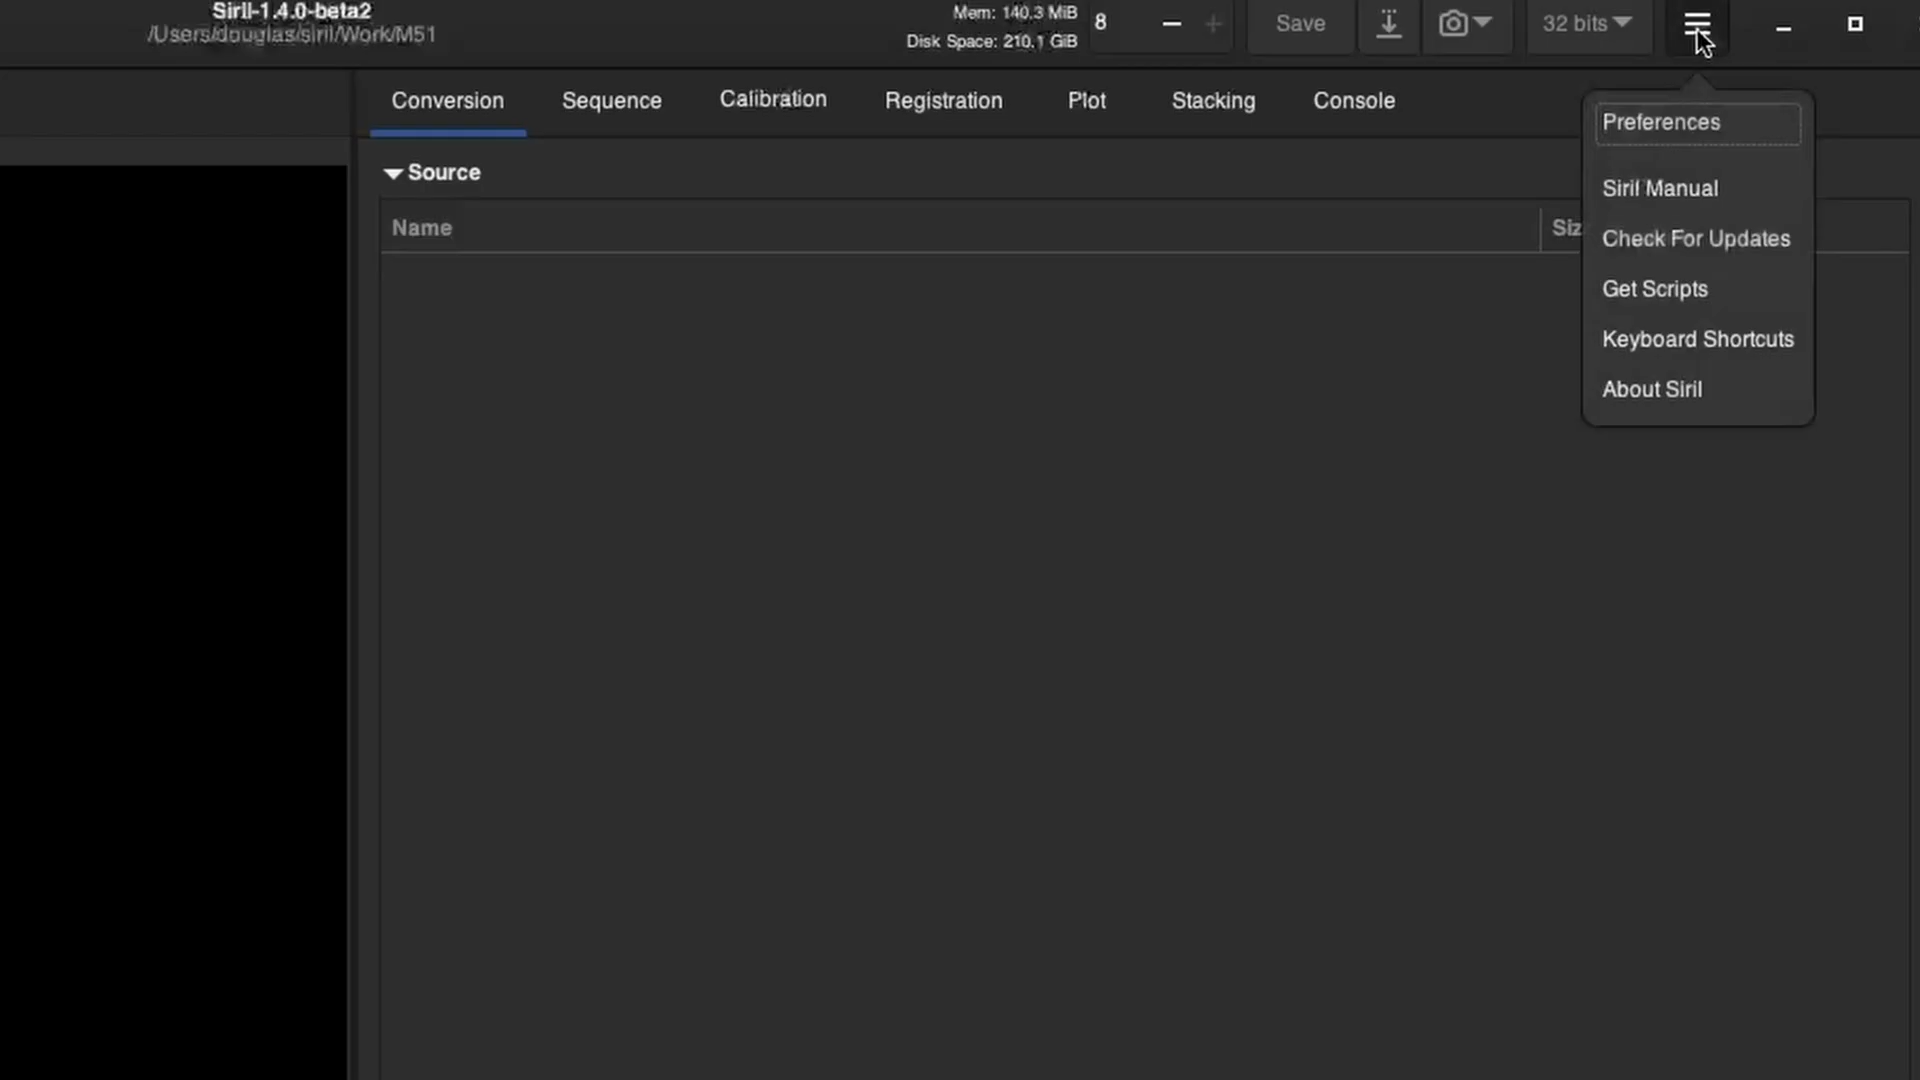 Siril-1.4.0-beta2
/Users/douglas/siril/Work/M51
Mem: 140.3 MiB
Disk Space: 210.1 GiB
8
Save
32 bits
Conversion
Sequence
Calibration
Registration
Plot
Stacking
Console
Preferences
Siril Manual
Check For Updates
Get Scripts
Keyboard Shortcuts
About Siril
Source
Name
Siz